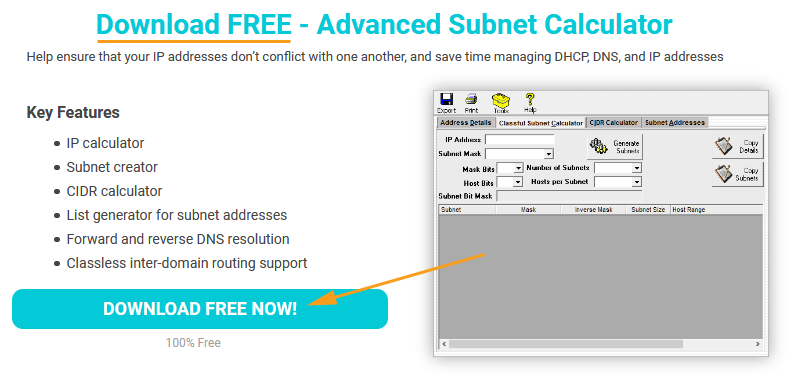 Download FREE - Advanced Subnet Calculator
Help ensure that your IP addresses don’t conflict with one another, and save time managing DHCP, DNS, and IP addresses
Key Features
IP calculator
Subnet creator
CIDR calculator
List generator for subnet addresses
Forward and reverse DNS resolution
Classless inter-domain routing support
DOWNLOAD FREE NOW!
100% Free
Export Print Tools Help
Address Details Classful Subnet Calculator CIDR Calculator Subnet Addresses
IP Address
Subnet Mask
Generate Subnets
Copy Details
Mask Bits Number of Subnets
Host Bits Hosts per Subnet
Copy Subnets
Subnet Bit Mask
Subnet Mask Inverse Mask Subnet Size Host Range